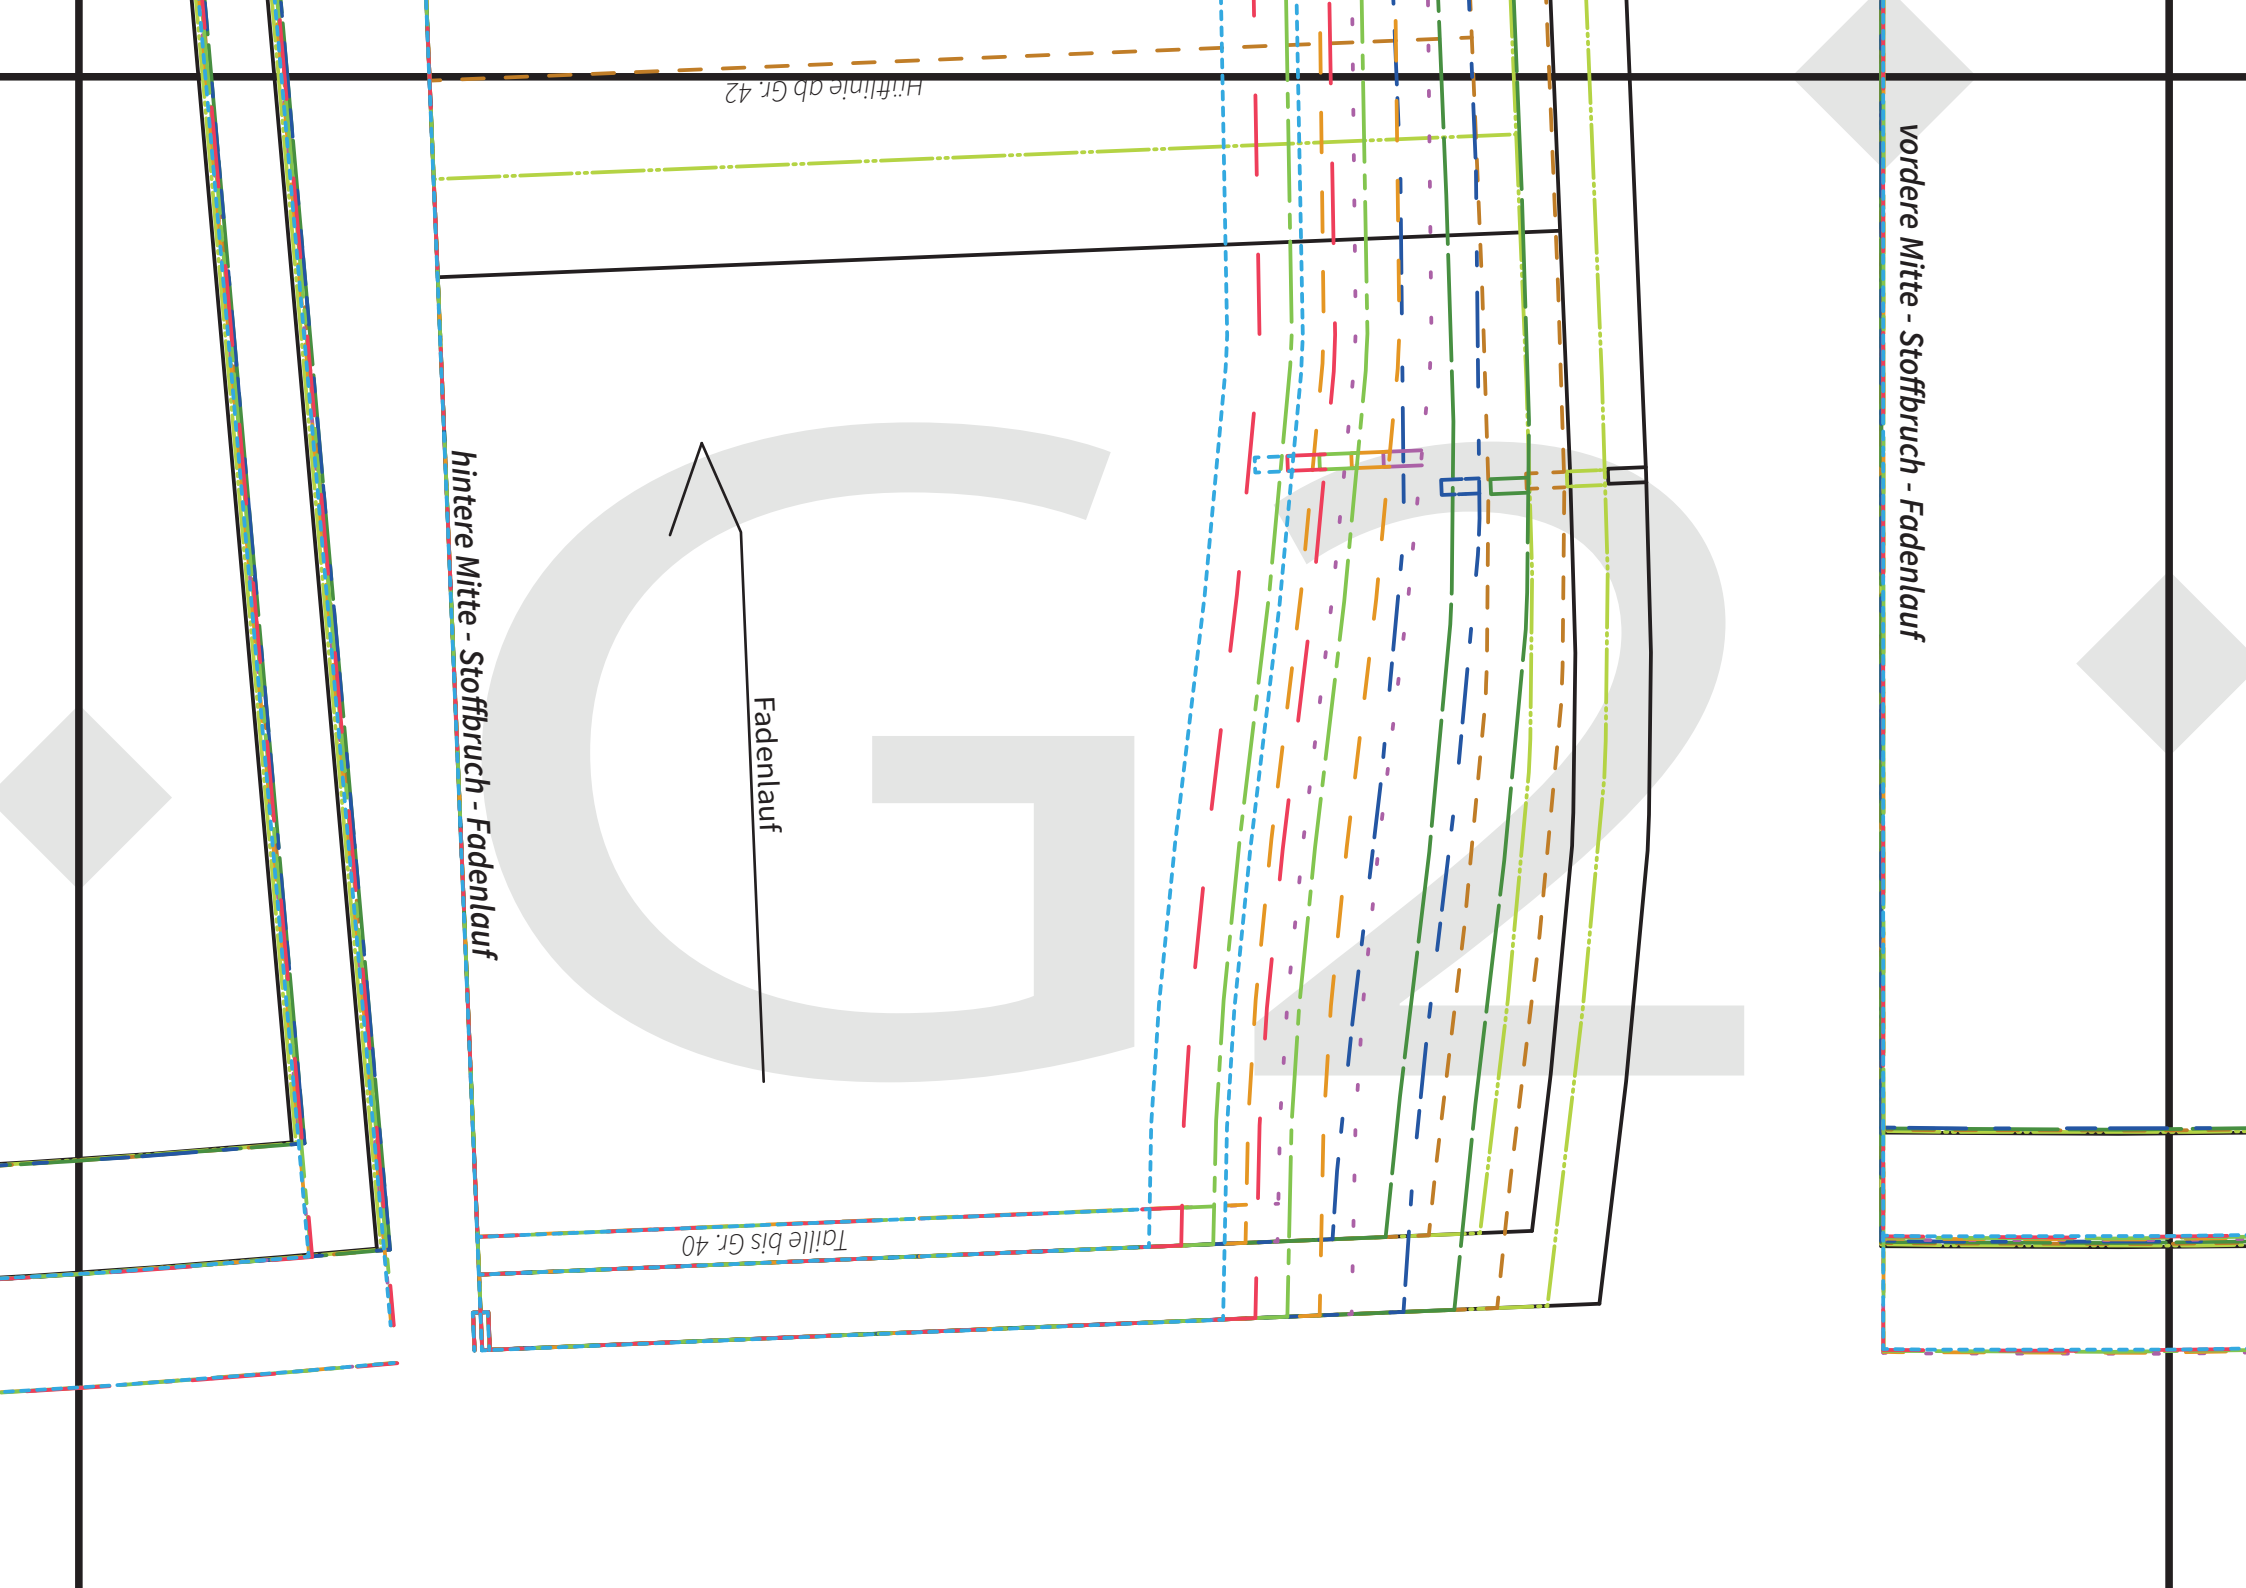 Hüftlinie ab Gr. 42
vordere Mitte - Stoffbruch - Fadenlauf
hintere Mitte - Stoffbruch - Fadenlauf
G2
Fadenlauf
Taille bis Gr. 40